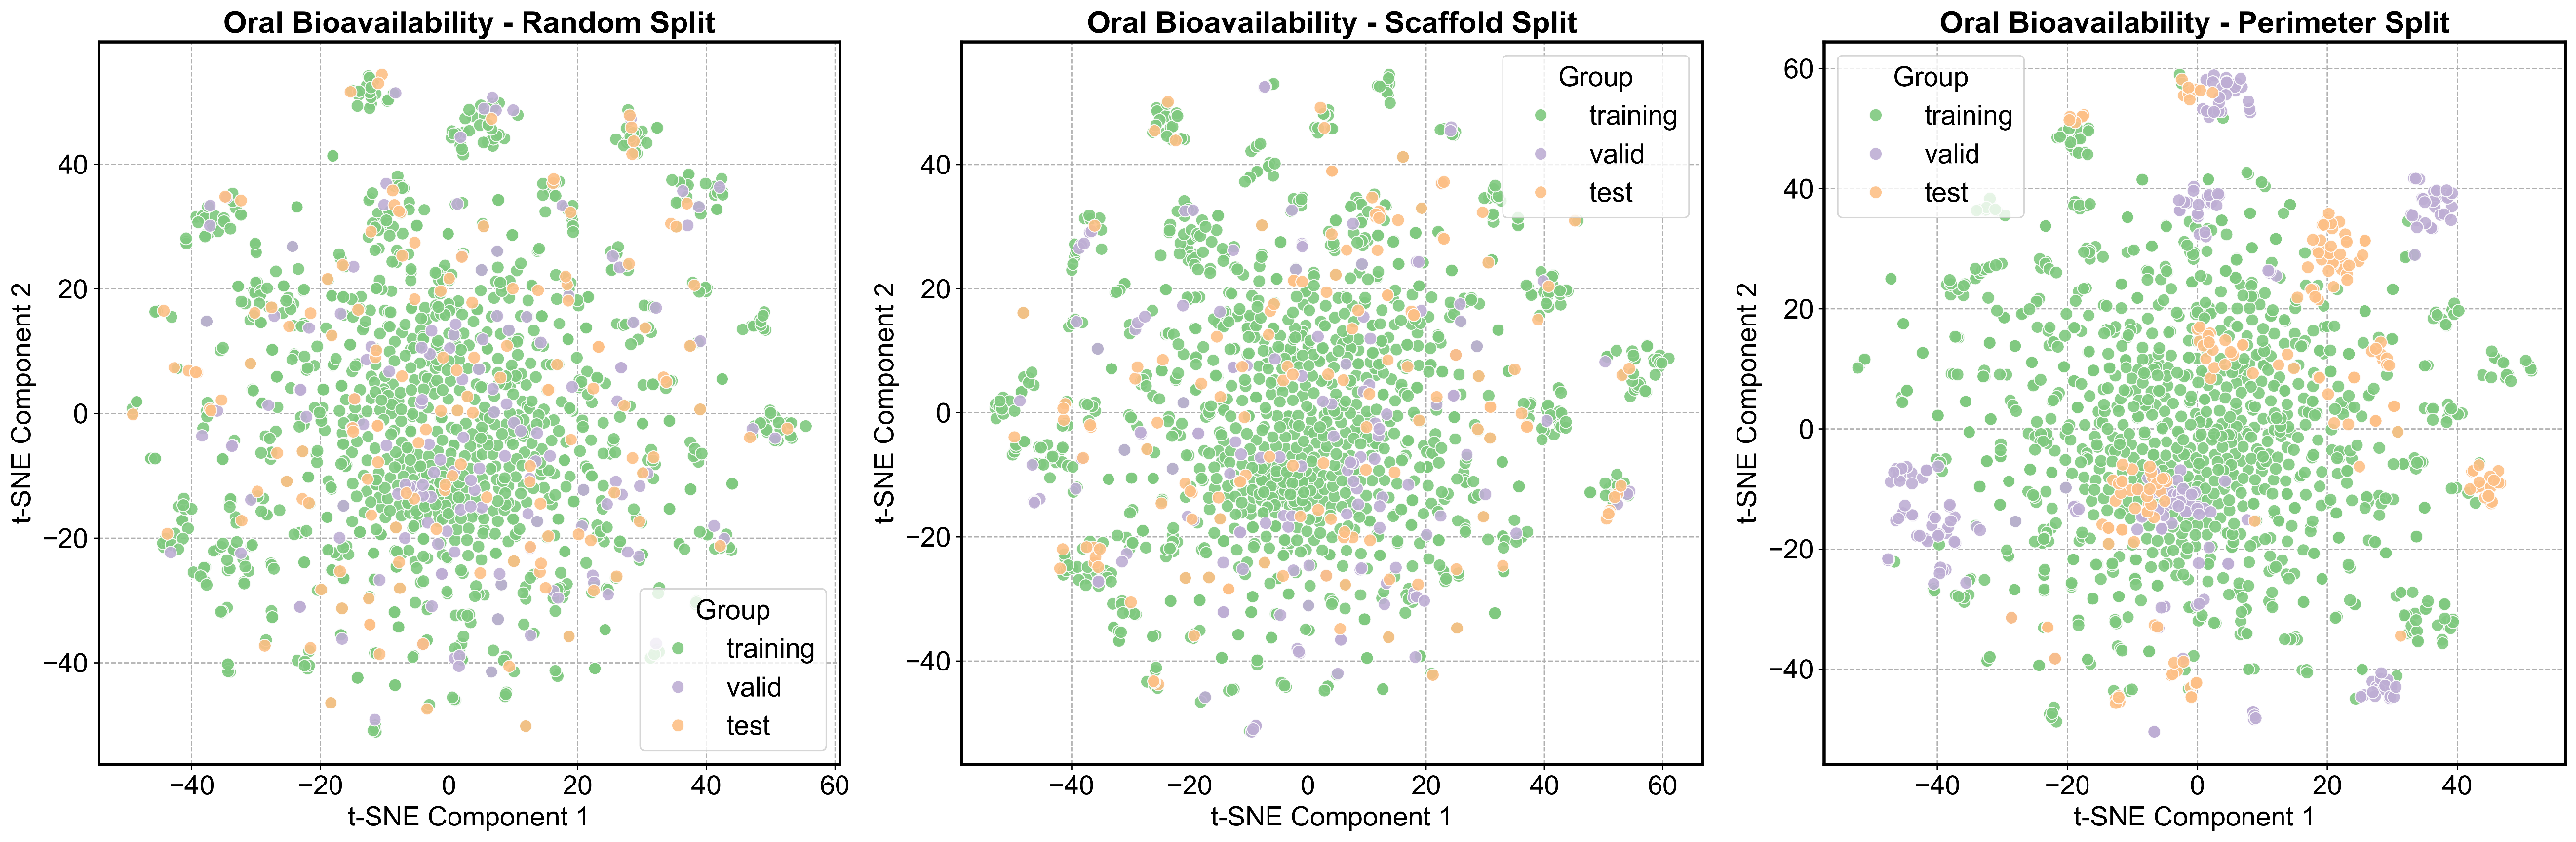 Oral Bioavailability - Random Split
t-SNE Component 2
40
20
0
−20
−40
Group
training
valid
test
−40 −20 0 20 40 60
t-SNE Component 1
Oral Bioavailability - Scaffold Split
t-SNE Component 2
40
20
0
−20
−40
Group
training
valid
test
−40 −20 0 20 40 60
t-SNE Component 1
Oral Bioavailability - Perimeter Split
t-SNE Component 2
60
40
20
0
−20
−40
Group
training
valid
test
−40 −20 0 20 40
t-SNE Component 1